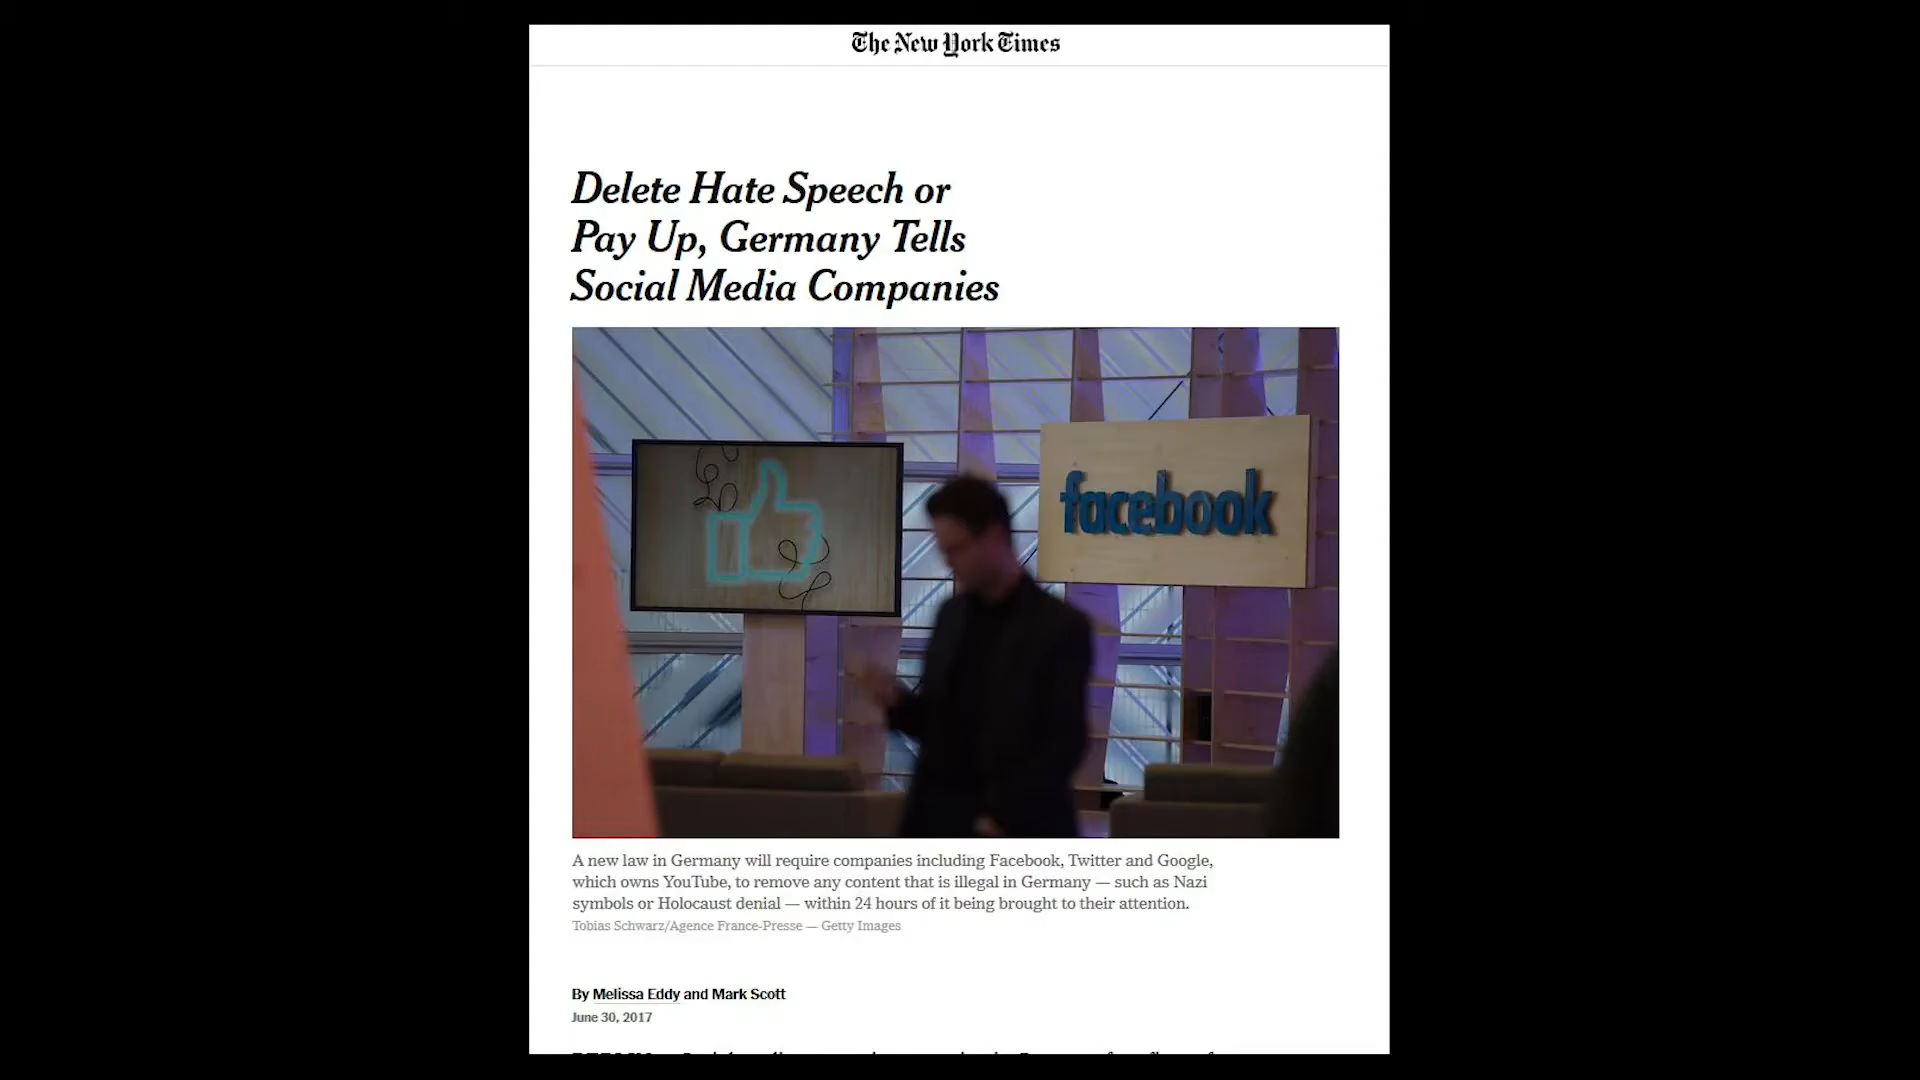 The New York Times
Delete Hate Speech or
Pay Up, Germany Tells
Social Media Companies
facebook
A new law in Germany will require companies including Facebook, Twitter and Google,
which owns YouTube, to remove any content that is illegal in Germany — such as Nazi
symbols or Holocaust denial — within 24 hours of it being brought to their attention.
Tobias Schwarz/Agence France-Presse — Getty Images
By Melissa Eddy and Mark Scott
June 30, 2017